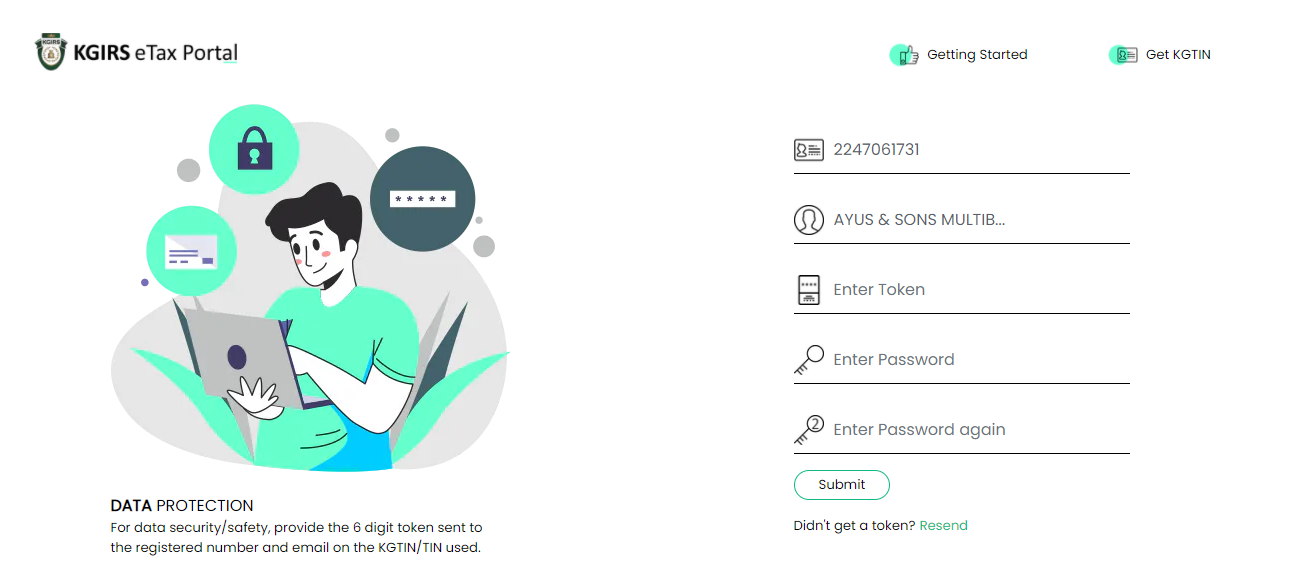 KGIRS
KGIRS eTax Portal
Getting Started
Get KGTIN
* * * * *
2247061731
AYUS & SONS MULTIB...
Enter Token
Enter Password
2
Enter Password again
Submit
Didn't get a token? Resend
DATA PROTECTION
For data security/safety, provide the 6 digit token sent to
the registered number and email on the KGTIN/TIN used.